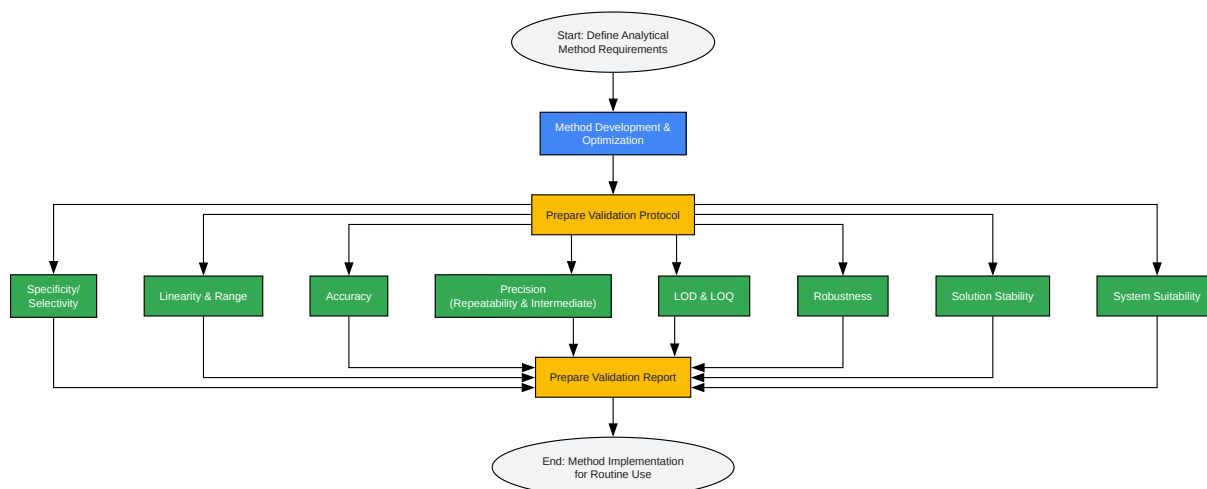 Start: Define Analytical
Method Requirements
Method Development &
Optimization
Prepare Validation Protocol
Specificity/
Selectivity
Linearity & Range
Accuracy
Precision
(Repeatability & Intermediate)
LOD & LOQ
Robustness
Solution Stability
System Suitability
Prepare Validation Report
End: Method Implementation
for Routine Use